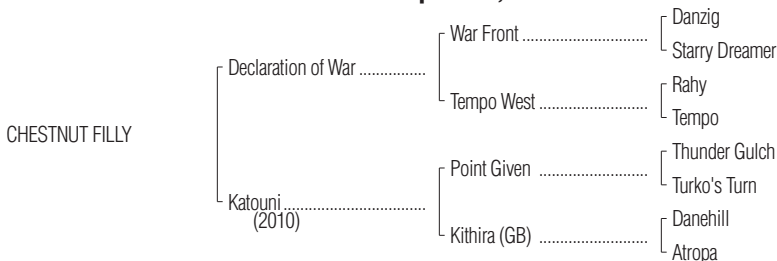 Danzig
War Front ................................
Starry Dreamer
Declaration of War ................
Rahy
Tempo West ............................
Tempo
CHESTNUT FILLY
Thunder Gulch
Point Given ............................
Turko's Turn
Katouni ..................................
(2010)
Danehill
Kithira (GB) ............................
Atropa